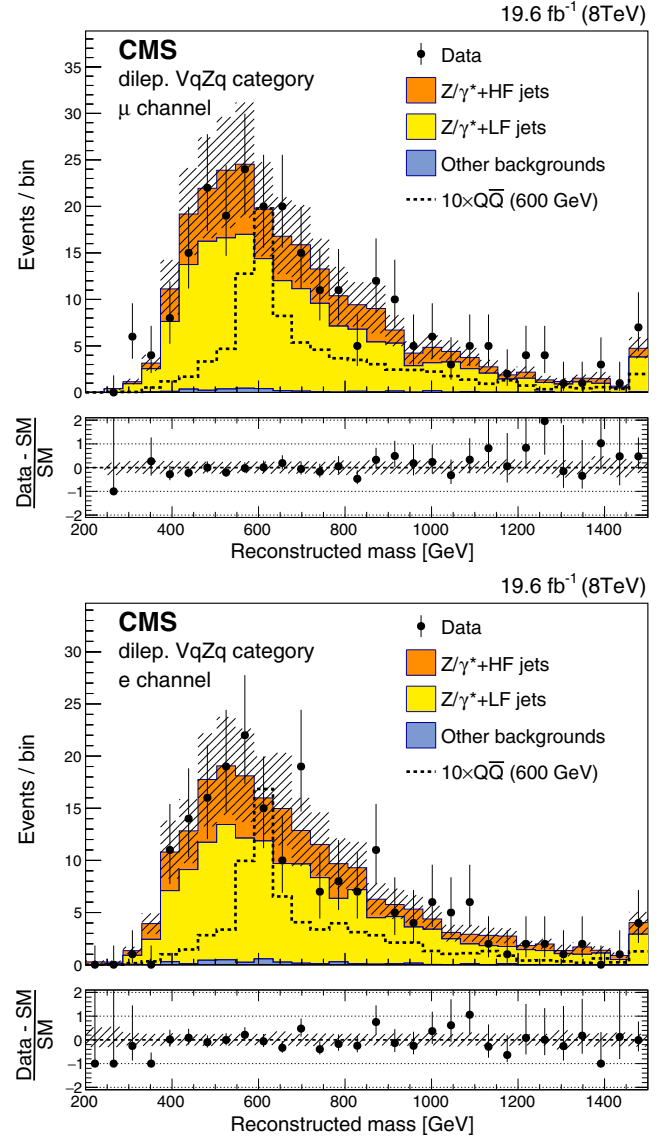 19.6 fb⁻¹ (8TeV)
CMS
dilep. VqZq category
μ channel
Data
Z/γ*+HF jets
Z/γ*+LF jets
Other backgrounds
10×QQ̅ (600 GeV)
Events / bin
35
30
25
20
15
10
5
0
Data - SM
SM
2
1
0
−1
−2
200 400 600 800 1000 1200 1400
Reconstructed mass [GeV]
19.6 fb⁻¹ (8TeV)
CMS
dilep. VqZq category
e channel
Data
Z/γ*+HF jets
Z/γ*+LF jets
Other backgrounds
10×QQ̅ (600 GeV)
Events / bin
30
25
20
15
10
5
0
Data - SM
SM
2
1
0
−1
−2
200 400 600 800 1000 1200 1400
Reconstructed mass [GeV]